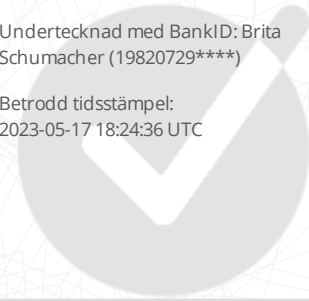 Undertecknad med BankID: Brita
Schumacher (19820729****)
Betrodd tidsstämpel:
2023-05-17 18:24:36 UTC